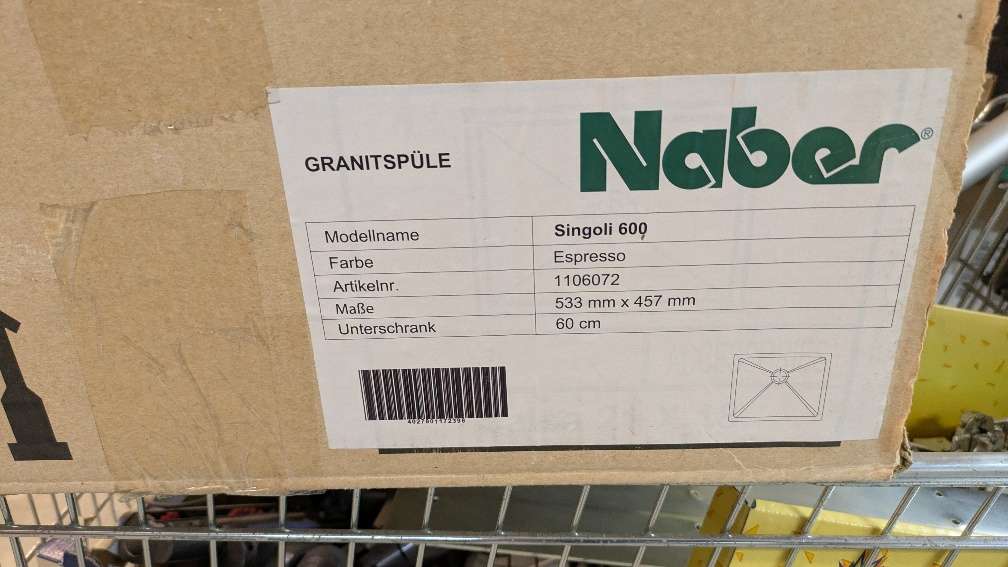 Naber®
GRANITSPÜLE
Modellname Singoli 600
Farbe Espresso
Artikelnr. 1106072
Maße 533 mm x 457 mm
Unterschrank 60 cm